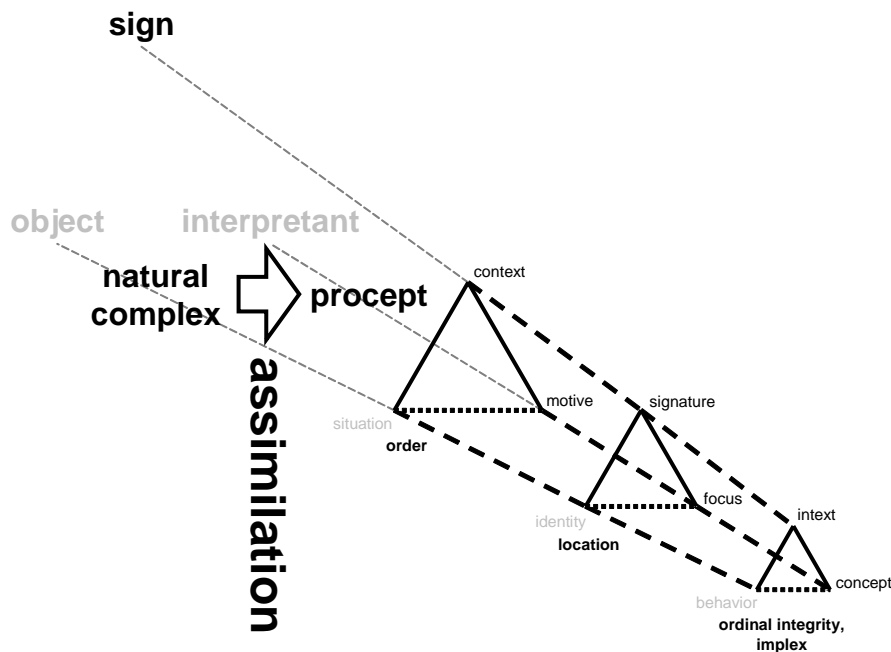 sign
object
interpretant
natural
complex
procept
assimilation
context
situation
motive
order
signature
identity
focus
location
intext
behavior
concept
ordinal integrity,
implex